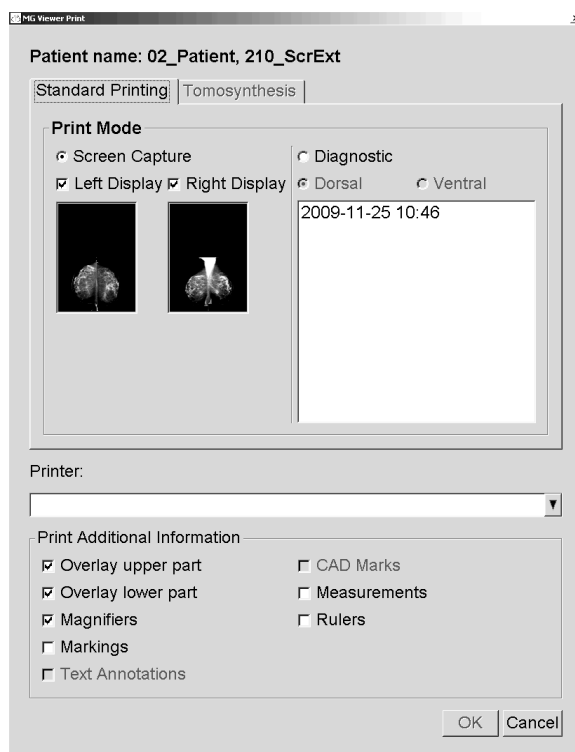 MG Viewer Print
Patient name: 02_Patient, 210_ScrExt
Standard Printing Tomosynthesis
Print Mode
Screen Capture Diagnostic
Left Display Right Display Dorsal Ventral
2009-11-25 10:46
Printer:
Print Additional Information
Overlay upper part CAD Marks
Overlay lower part Measurements
Magnifiers Rulers
Markings
Text Annotations
OK Cancel